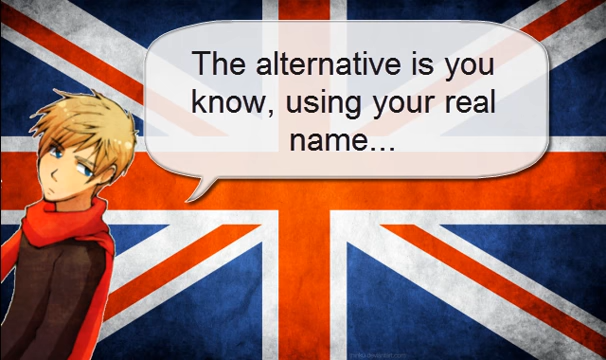 The alternative is you
know, using your real
name...